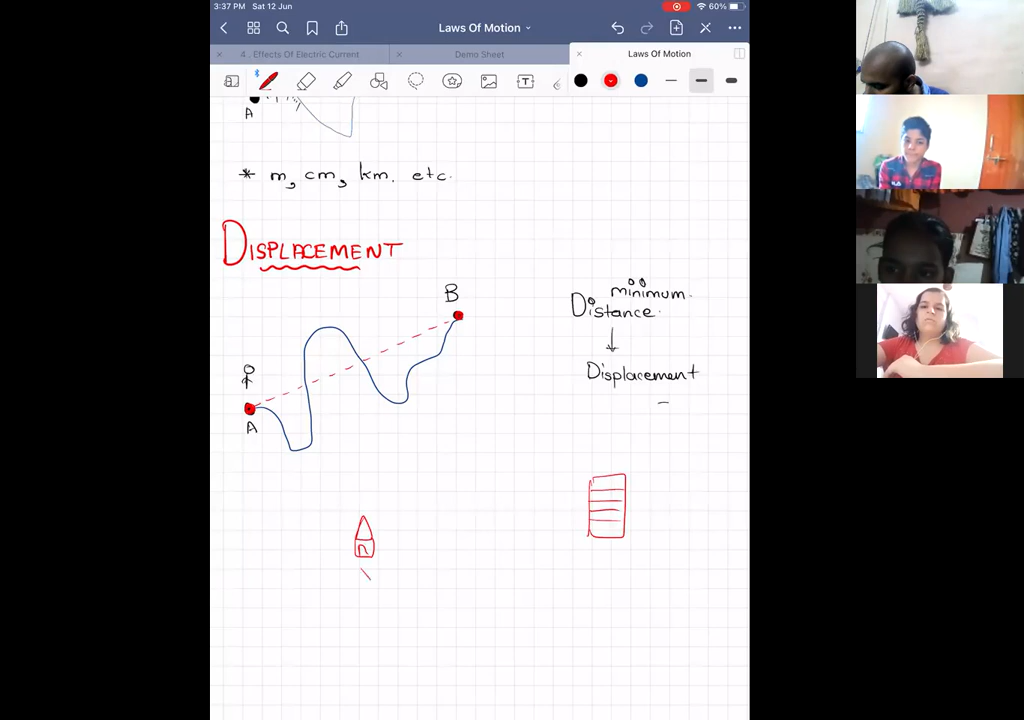 3:37 PM Sat 12 Jun
60%
Laws Of Motion
4 . Effects Of Electric Current
Demo Sheet
Laws Of Motion
T
A
* m, cm, km. etc.
DISPLACEMENT
B
minimum.
Distance.
Displacement
A